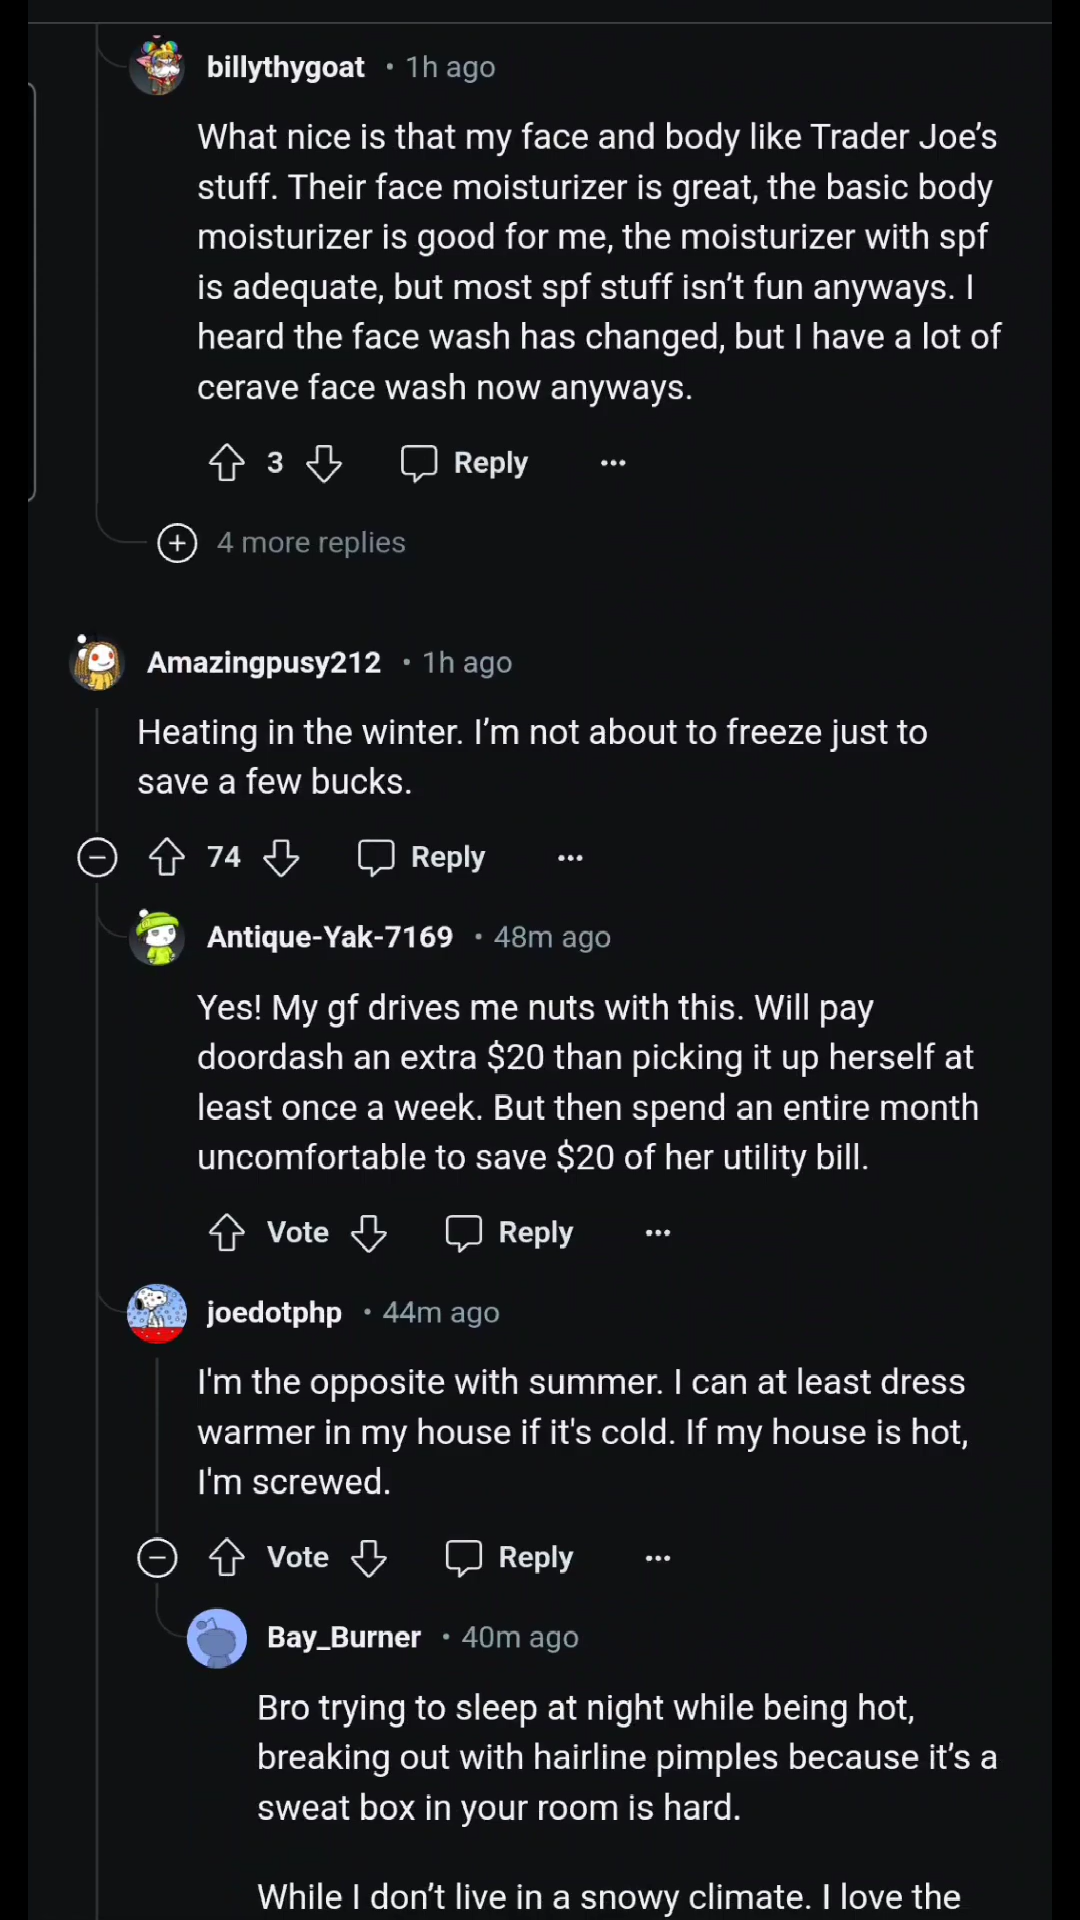 billythygoat • 1h ago
What nice is that my face and body like Trader Joe’s
stuff. Their face moisturizer is great, the basic body
moisturizer is good for me, the moisturizer with spf
is adequate, but most spf stuff isn’t fun anyways. I
heard the face wash has changed, but I have a lot of
cerave face wash now anyways.
3 Reply ...
4 more replies
Amazingpusy212 • 1h ago
Heating in the winter. I’m not about to freeze just to
save a few bucks.
74 Reply ...
Antique-Yak-7169 • 48m ago
Yes! My gf drives me nuts with this. Will pay
doordash an extra $20 than picking it up herself at
least once a week. But then spend an entire month
uncomfortable to save $20 of her utility bill.
Vote Reply ...
joedotphp • 44m ago
I'm the opposite with summer. I can at least dress
warmer in my house if it's cold. If my house is hot,
I'm screwed.
Vote Reply ...
Bay_Burner • 40m ago
Bro trying to sleep at night while being hot,
breaking out with hairline pimples because it’s a
sweat box in your room is hard.
While I don’t live in a snowy climate. I love the